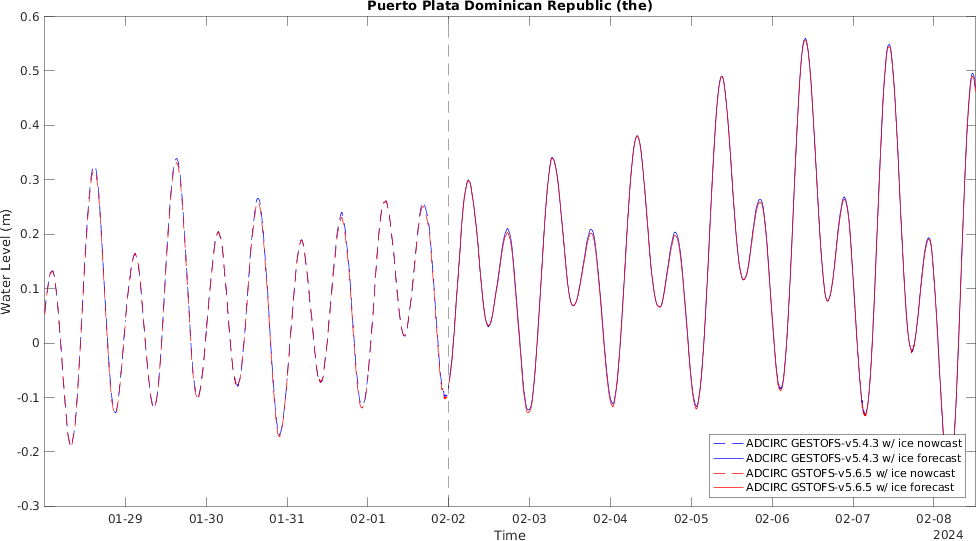 Puerto Plata Dominican Republic (the)
0.6
0.5
0.4
0.3
0.2
0.1
0
-0.1
-0.2
-0.3
Water Level (m)
ADCIRC GESTOFS-v5.4.3 w/ ice nowcast
ADCIRC GESTOFS-v5.4.3 w/ ice forecast
ADCIRC GSTOFS-v5.6.5 w/ ice nowcast
ADCIRC GSTOFS-v5.6.5 w/ ice forecast
01-29 01-30 01-31 02-01 02-02 02-03 02-04 02-05 02-06 02-07 02-08
Time
2024